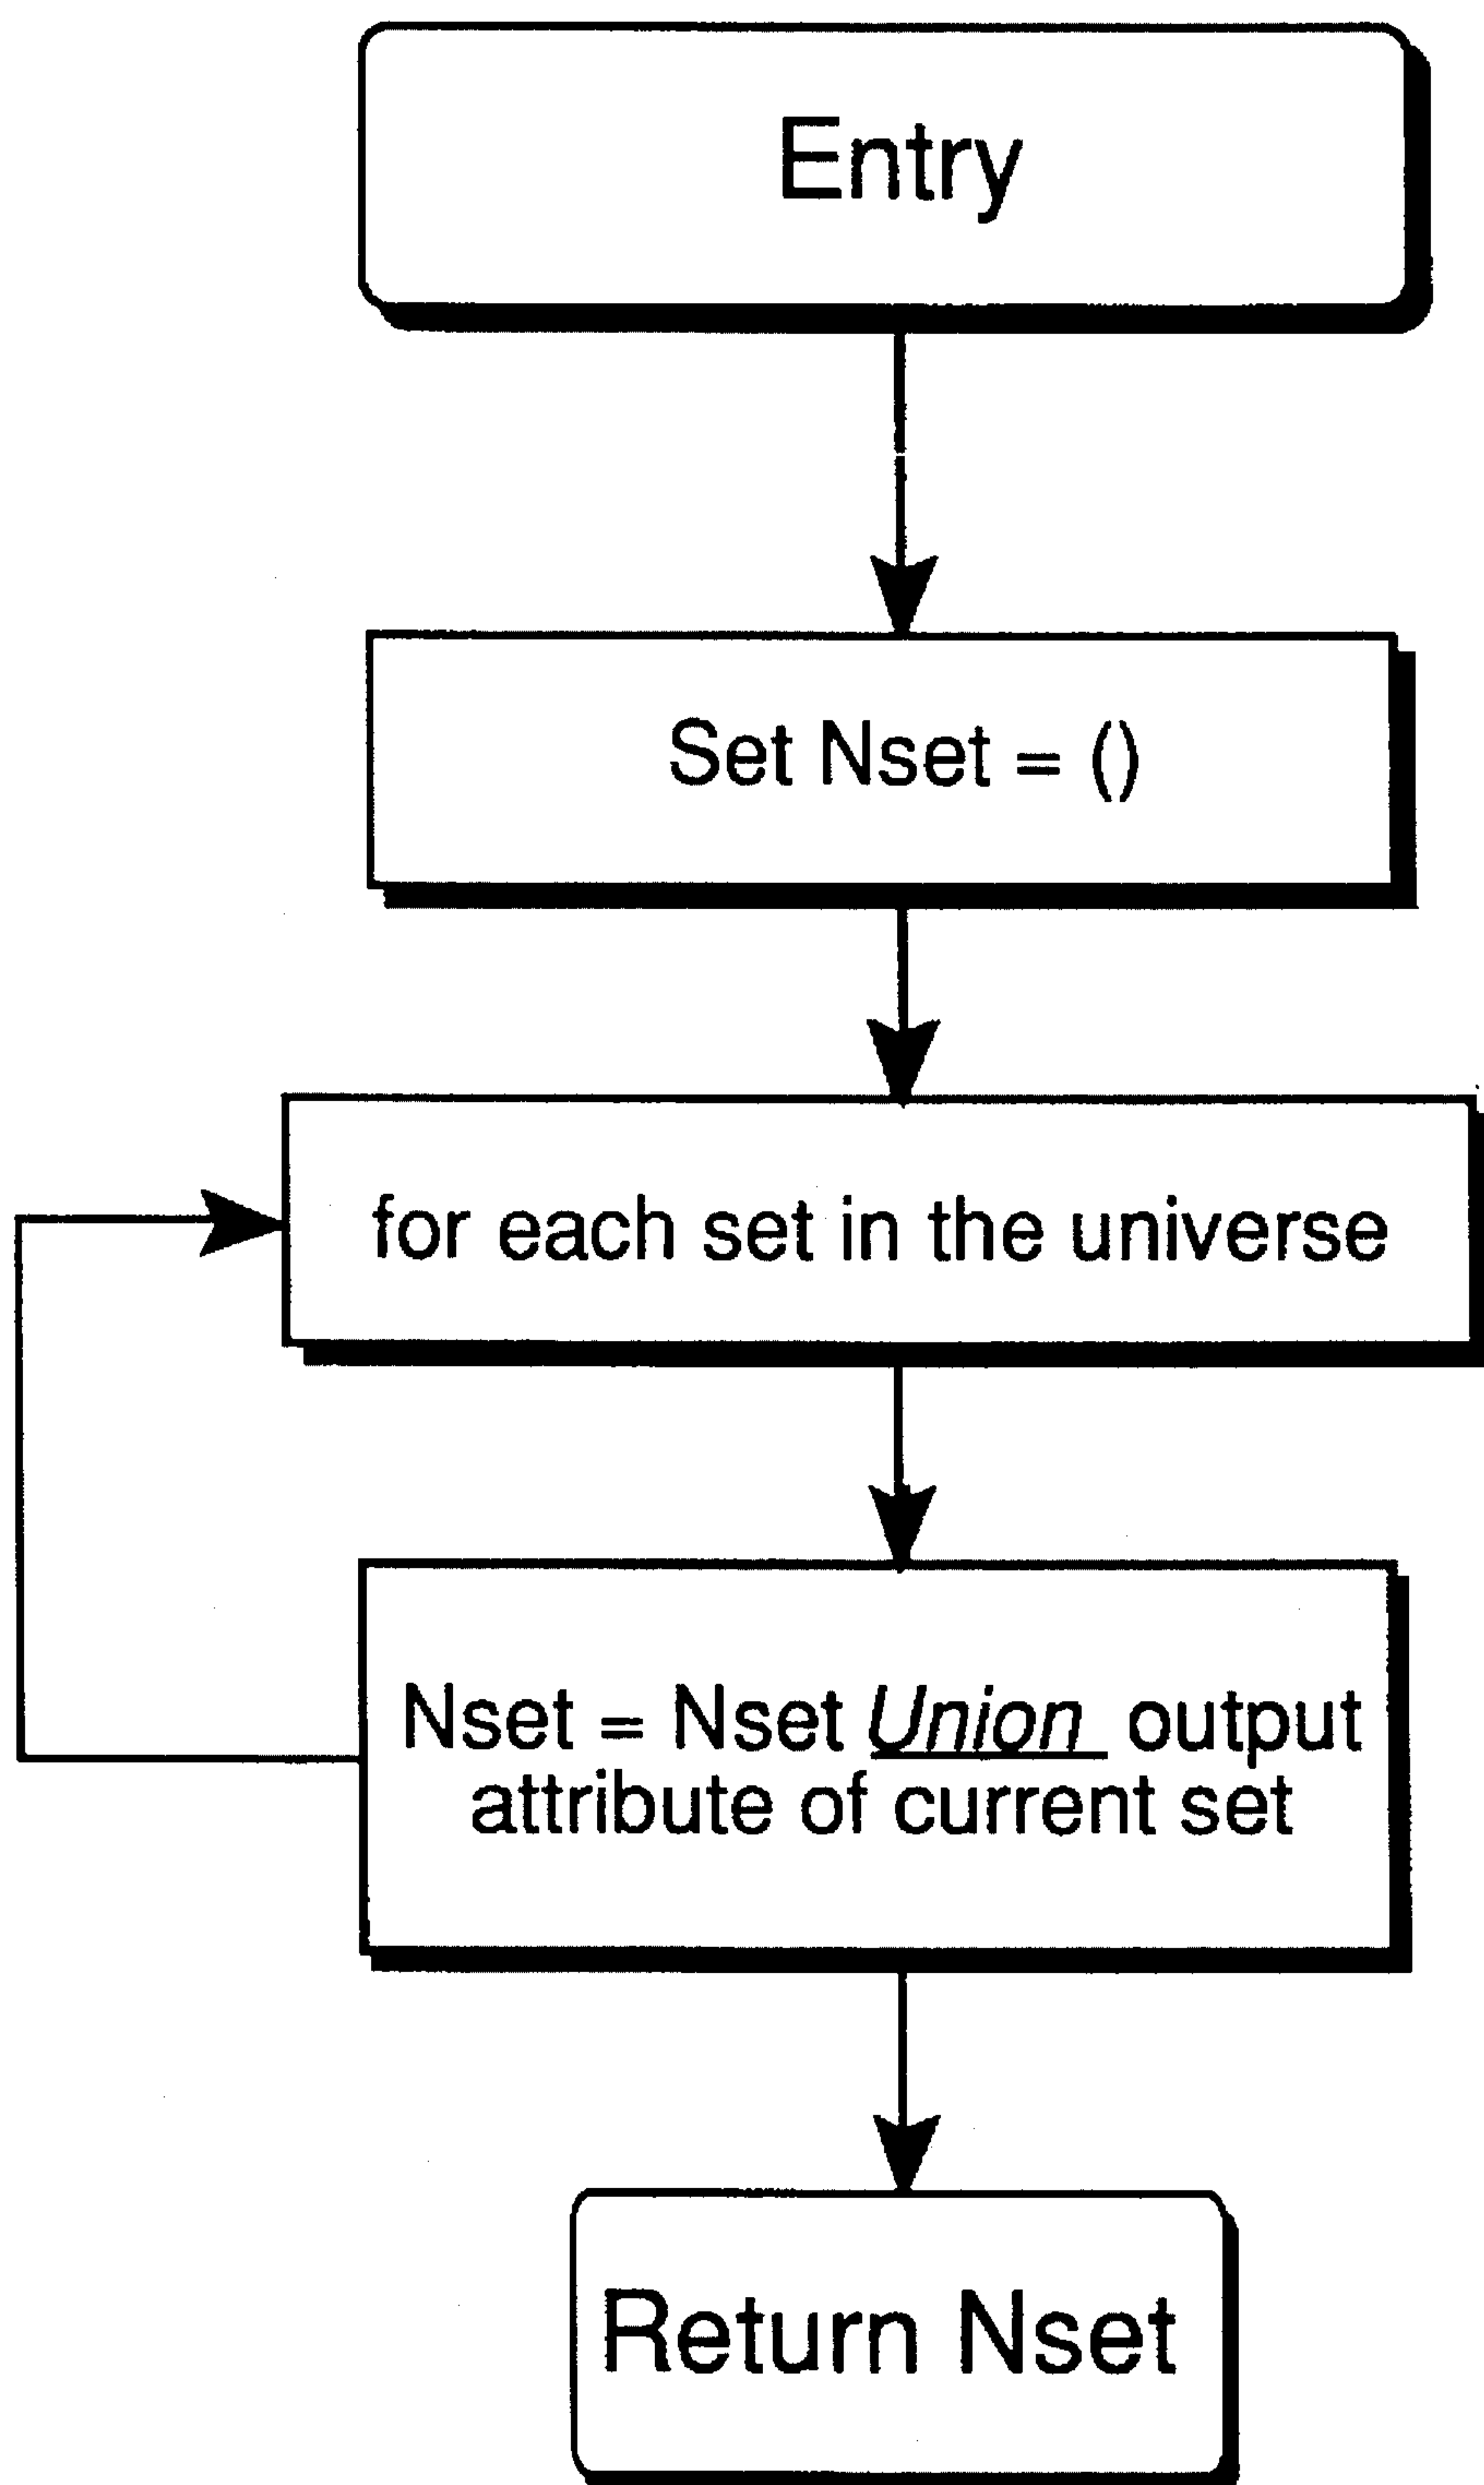 Entry
Set Nset = ()
for each set in the universe
Nset = Nset Union output
attribute of current set
Return Nset